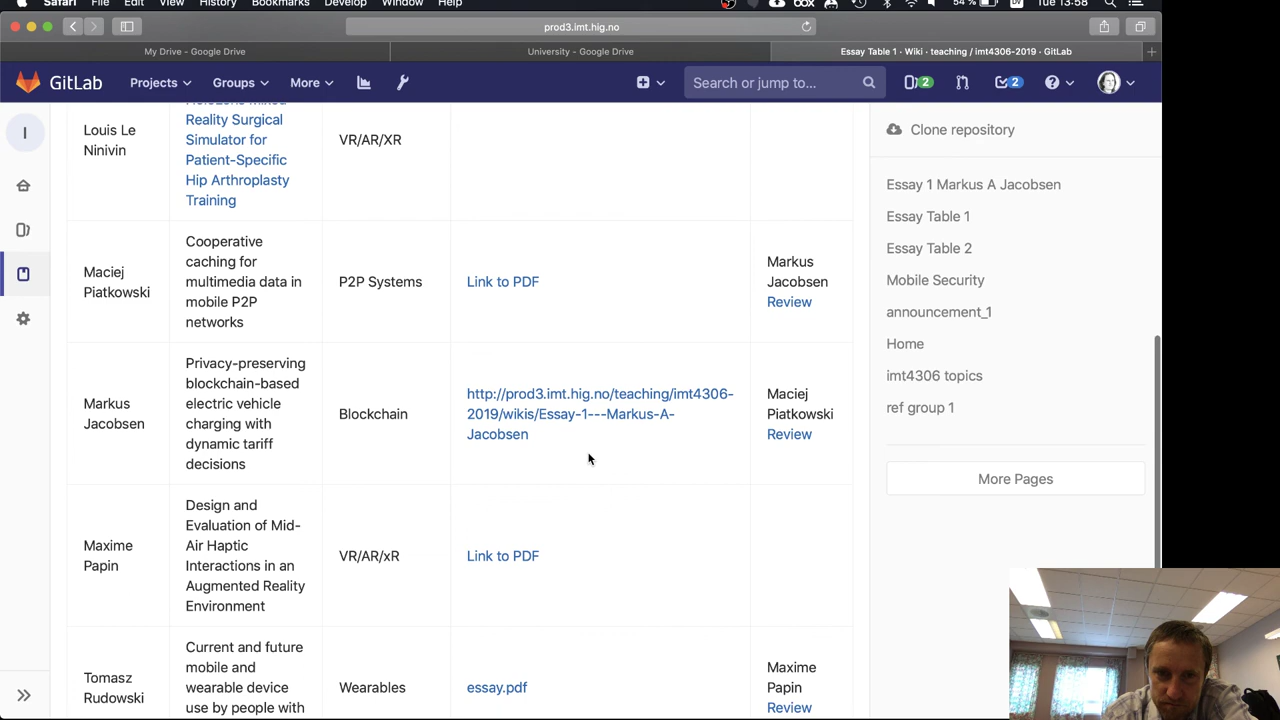 Safari File Edit View History Bookmarks Develop Window Help
box 54% Tue 13:58
prod3.imt.hig.no
My Drive - Google Drive
University - Google Drive
Essay Table 1 · Wiki · teaching / imt4306-2019 · GitLab
GitLab Projects Groups More Search or jump to... 2 2
Louis Le
Ninivin
Reality Surgical
Simulator for
Patient-Specific
Hip Arthroplasty
Training
VR/AR/XR
Maciej
Piatkowski
Cooperative
caching for
multimedia data in
mobile P2P
networks
P2P Systems
Link to PDF
Markus
Jacobsen
Review
Markus
Jacobsen
Privacy-preserving
blockchain-based
electric vehicle
charging with
dynamic tariff
decisions
Blockchain
http://prod3.imt.hig.no/teaching/imt4306-
2019/wikis/Essay-1---Markus-A-
Jacobsen
Maciej
Piatkowski
Review
Maxime
Papin
Design and
Evaluation of Mid-
Air Haptic
Interactions in an
Augmented Reality
Environment
VR/AR/xR
Link to PDF
Tomasz
Rudowski
Current and future
mobile and
wearable device
use by people with
Wearables
essay.pdf
Maxime
Papin
Review
I
Clone repository
Essay 1 Markus A Jacobsen
Essay Table 1
Essay Table 2
Mobile Security
announcement_1
Home
imt4306 topics
ref group 1
More Pages